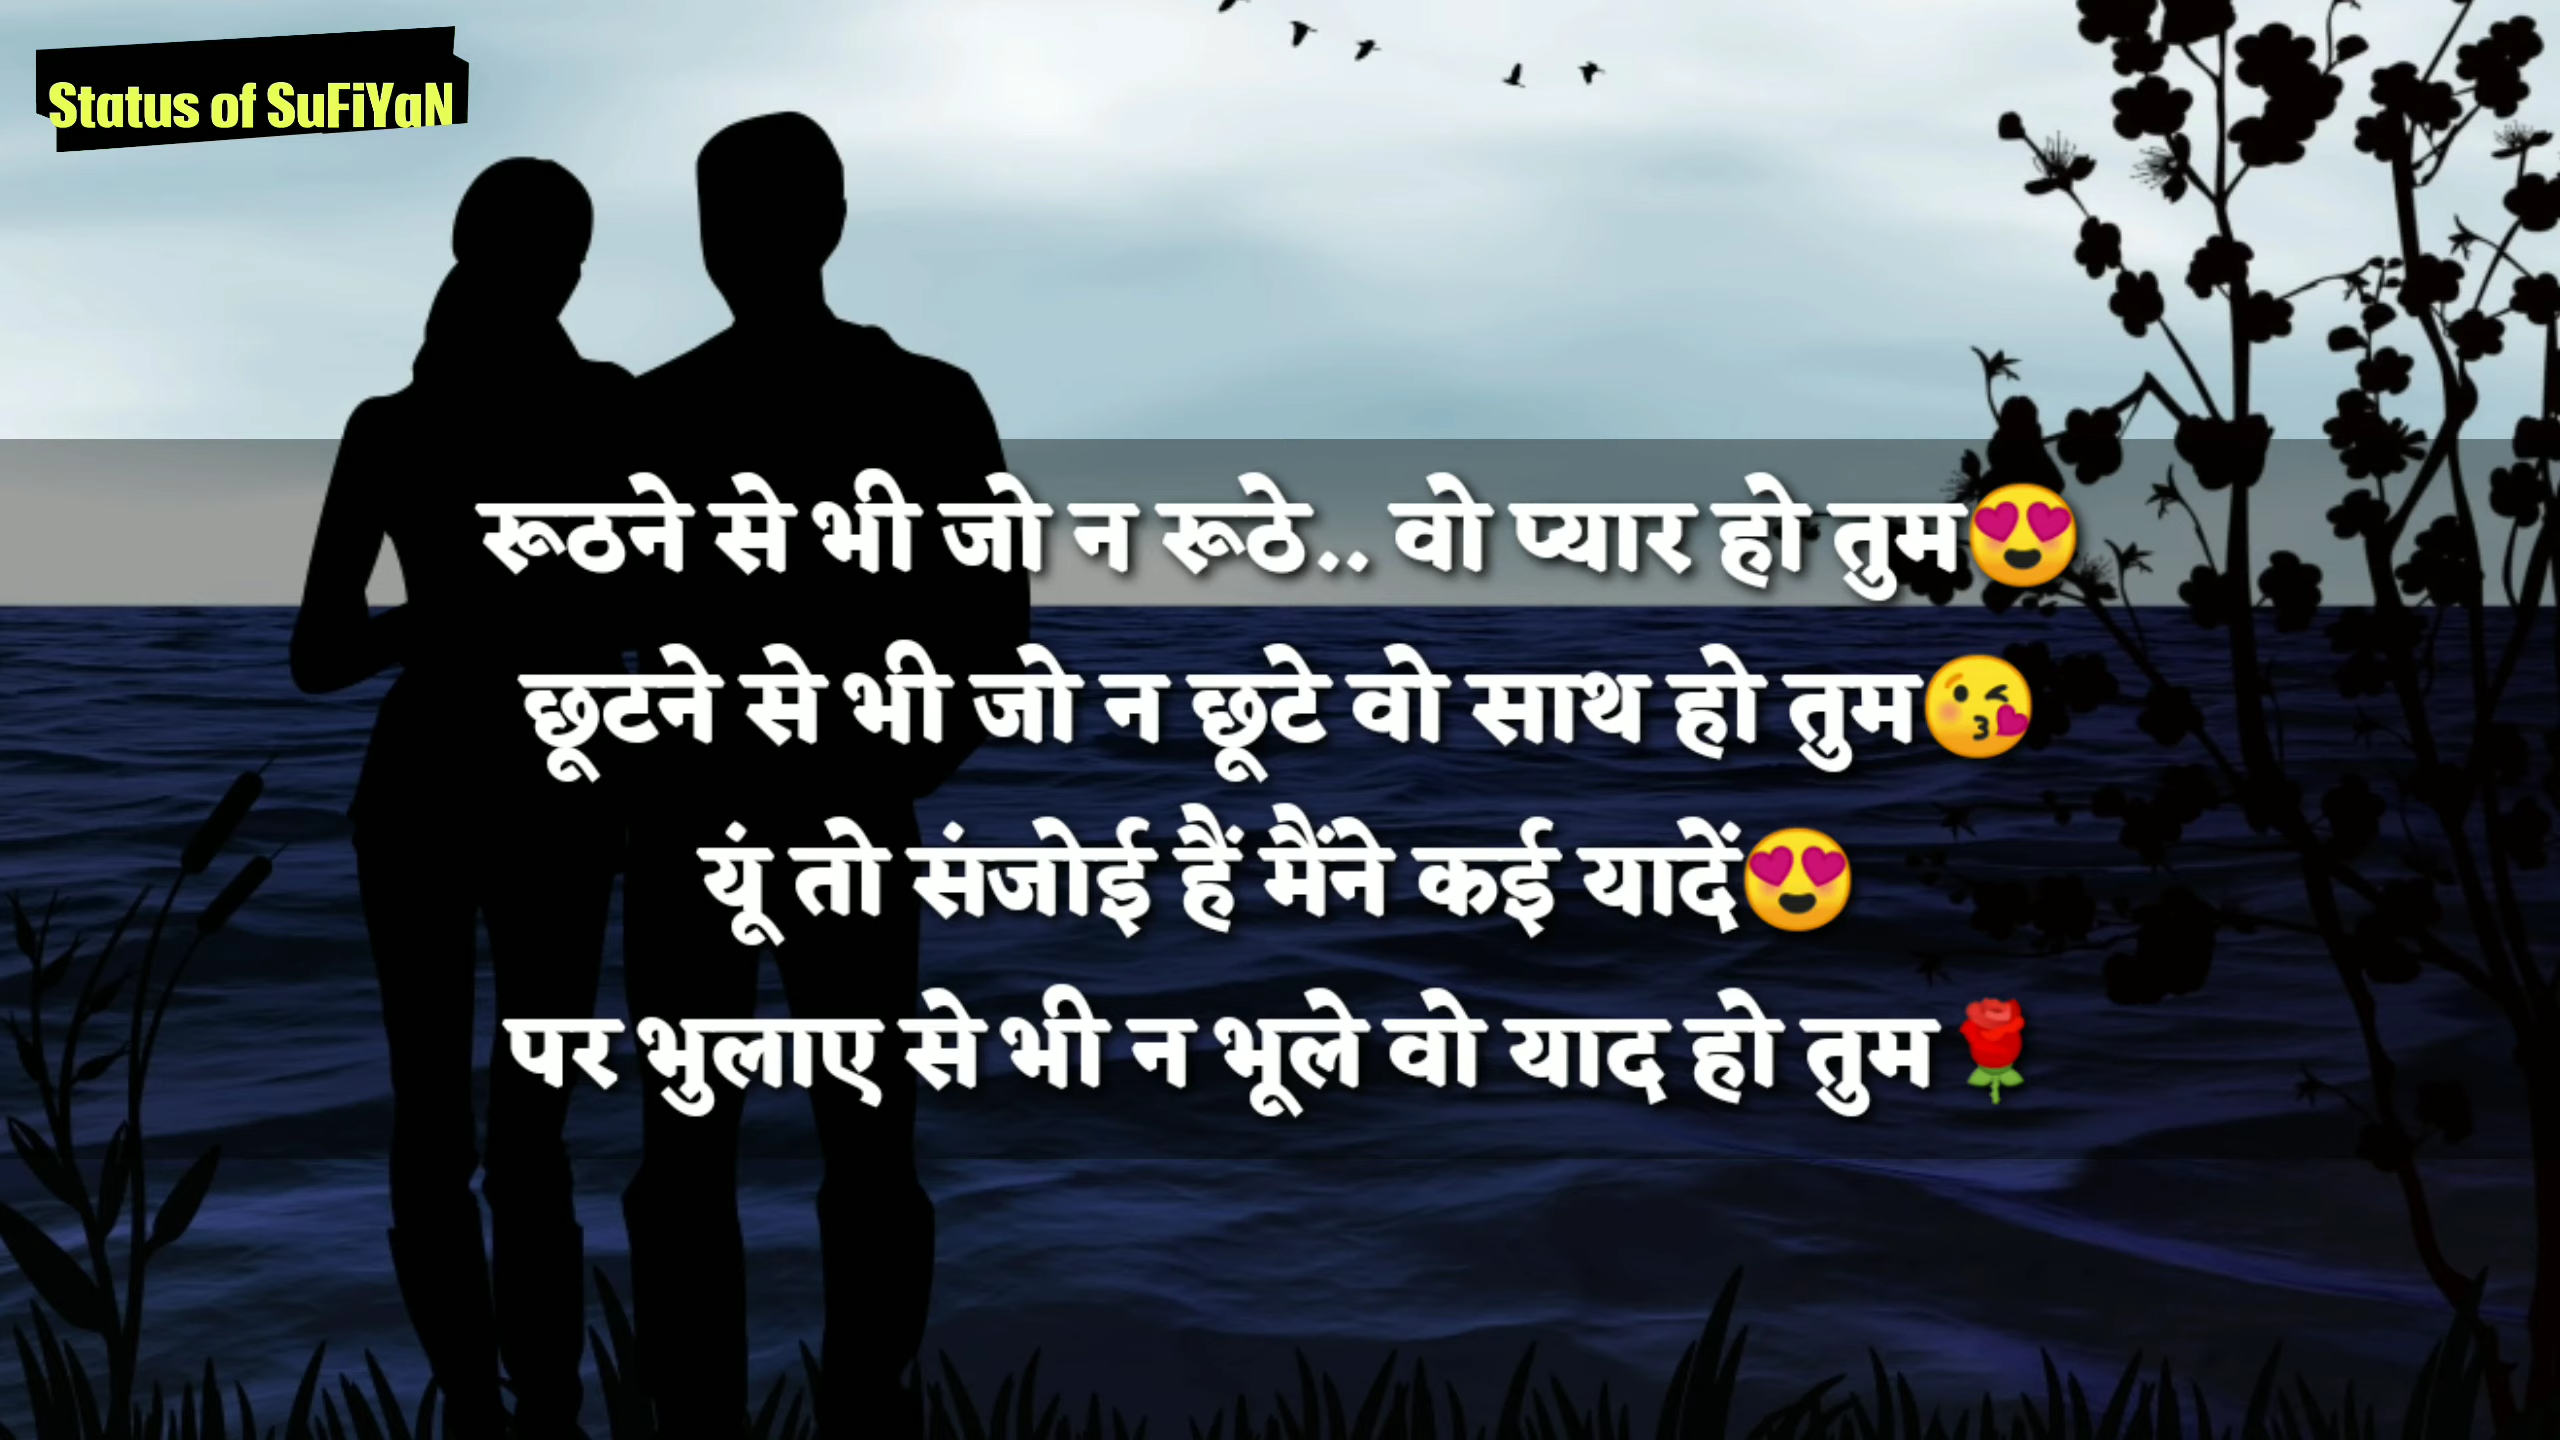 Status of SuFiYaN
रूठने से भी जो न रूठे.. वो प्यार हो तुम😍
छूटने से भी जो न छूटे वो साथ हो तुम😘
यूं तो संजोई हैं मैंने कई यादें😍
पर भुलाए से भी न भूले वो याद हो तुम🌹